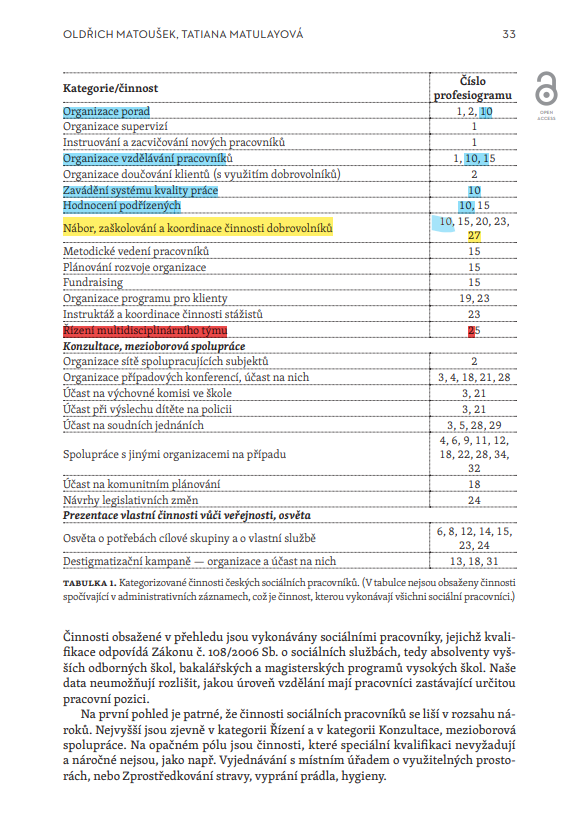 OLDŘICH MATOUŠEK, TATIANA MATULAYOVÁ 33
OPEN
ACCESS
Kategorie/činnost Číslo profesiogramu
Organizace porad 1, 2, 10
Organizace supervizí 1
Instruování a zacvičování nových pracovníků 1
Organizace vzdělávání pracovníků 1, 10, 15
Organizace doučování klientů (s využitím dobrovolníků) 2
Zavádění systému kvality práce 10
Hodnocení podřízených 10, 15
Nábor, zaškolování a koordinace činnosti dobrovolníků 10, 15, 20, 23, 27
Metodické vedení pracovníků 15
Plánování rozvoje organizace 15
Fundraising 15
Organizace programu pro klienty 19, 23
Instruktáž a koordinace činnosti stážistů 23
Řízení multidisciplinárního týmu 25
Konzultace, mezioborová spolupráce
Organizace sítě spolupracujících subjektů 2
Organizace případových konferencí, účast na nich 3, 4, 18, 21, 28
Účast na výchovné komisi ve škole 3, 21
Účast při výslechu dítěte na policii 3, 21
Účast na soudních jednáních 3, 5, 28, 29
Spolupráce s jinými organizacemi na případu 4, 6, 9, 11, 12, 18, 22, 28, 34, 32
Účast na komunitním plánování 18
Návrhy legislativních změn 24
Prezentace vlastní činnosti vůči veřejnosti, osvěta
Osvěta o potřebách cílové skupiny a o vlastní službě 6, 8, 12, 14, 15, 23, 24
Destigmatizační kampaně — organizace a účast na nich 13, 18, 31
TABULKA 1. Kategorizované činnosti českých sociálních pracovníků. (V tabulce nejsou obsaženy činnosti
spočívající v administrativních záznamech, což je činnost, kterou vykonávají všichni sociální pracovníci.)
Činnosti obsažené v přehledu jsou vykonávány sociálními pracovníky, jejichž kvali-
fikace odpovídá Zákonu č. 108/2006 Sb. o sociálních službách, tedy absolventy vyš-
ších odborných škol, bakalářských a magisterských programů vysokých škol. Naše
data neumožňují rozlišit, jakou úroveň vzdělání mají pracovníci zastávající určitou
pracovní pozici.
Na první pohled je patrné, že činnosti sociálních pracovníků se liší v rozsahu ná-
roků. Nejvyšší jsou zjevně v kategorii Řízení a v kategorii Konzultace, mezioborová
spolupráce. Na opačném pólu jsou činnosti, které speciální kvalifikaci nevyžadují
a náročné nejsou, jako např. Vyjednávání s místním úřadem o využitelných prosto-
rách, nebo Zprostředkování stravy, vyprání prádla, hygieny.